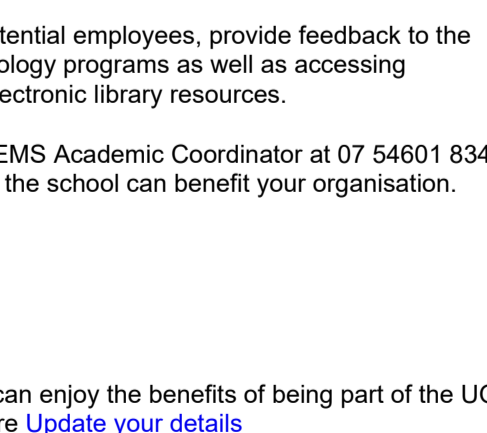 tential employees, provide feedback to the
ology programs as well as accessing
ectronic library resources.
EMS Academic Coordinator at 07 54601 834
the school can benefit your organisation.
can enjoy the benefits of being part of the
re Update your details